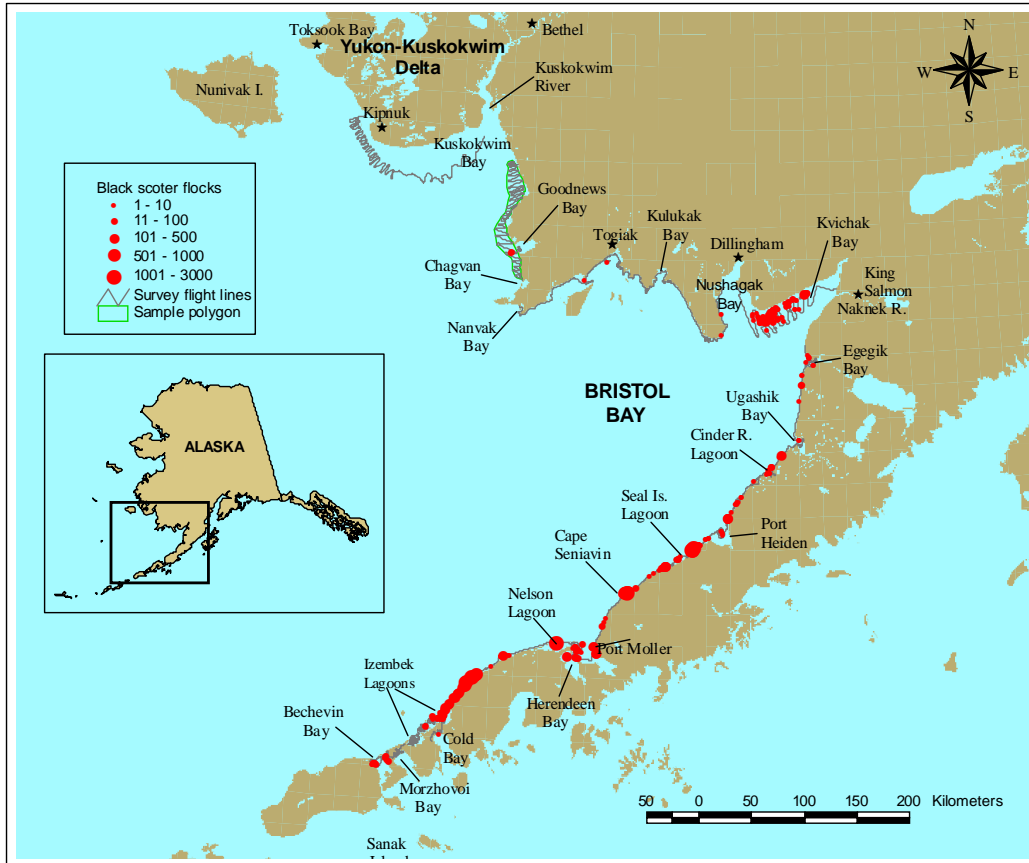 Toksook Bay
Yukon-Kuskokwim
Delta
Bethel
Kuskokwim
River
Nunivak I.
Kipnuk
Kuskokwim
Bay
N
W
E
S
Black scoter flocks
1 - 10
11 - 100
101 - 500
501 - 1000
1001 - 3000
Survey flight lines
Sample polygon
Goodnews
Bay
Togiak
Kulukak
Bay
Dillingham
Kvichak
Bay
Chagvan
Bay
Nushagak
Bay
King
Salmon
Naknek R.
Nanvak
Bay
Egegik
Bay
BRISTOL
BAY
Ugashik
Bay
Cinder R.
Lagoon
ALASKA
Seal Is.
Lagoon
Port
Heiden
Cape
Seniavin
Nelson
Lagoon
Port Moller
Izembek
Lagoons
Herendeen
Bay
Bechevin
Bay
Cold
Bay
Morzhovoi
Bay
50 0 50 100 150 200 Kilometers
Sanak